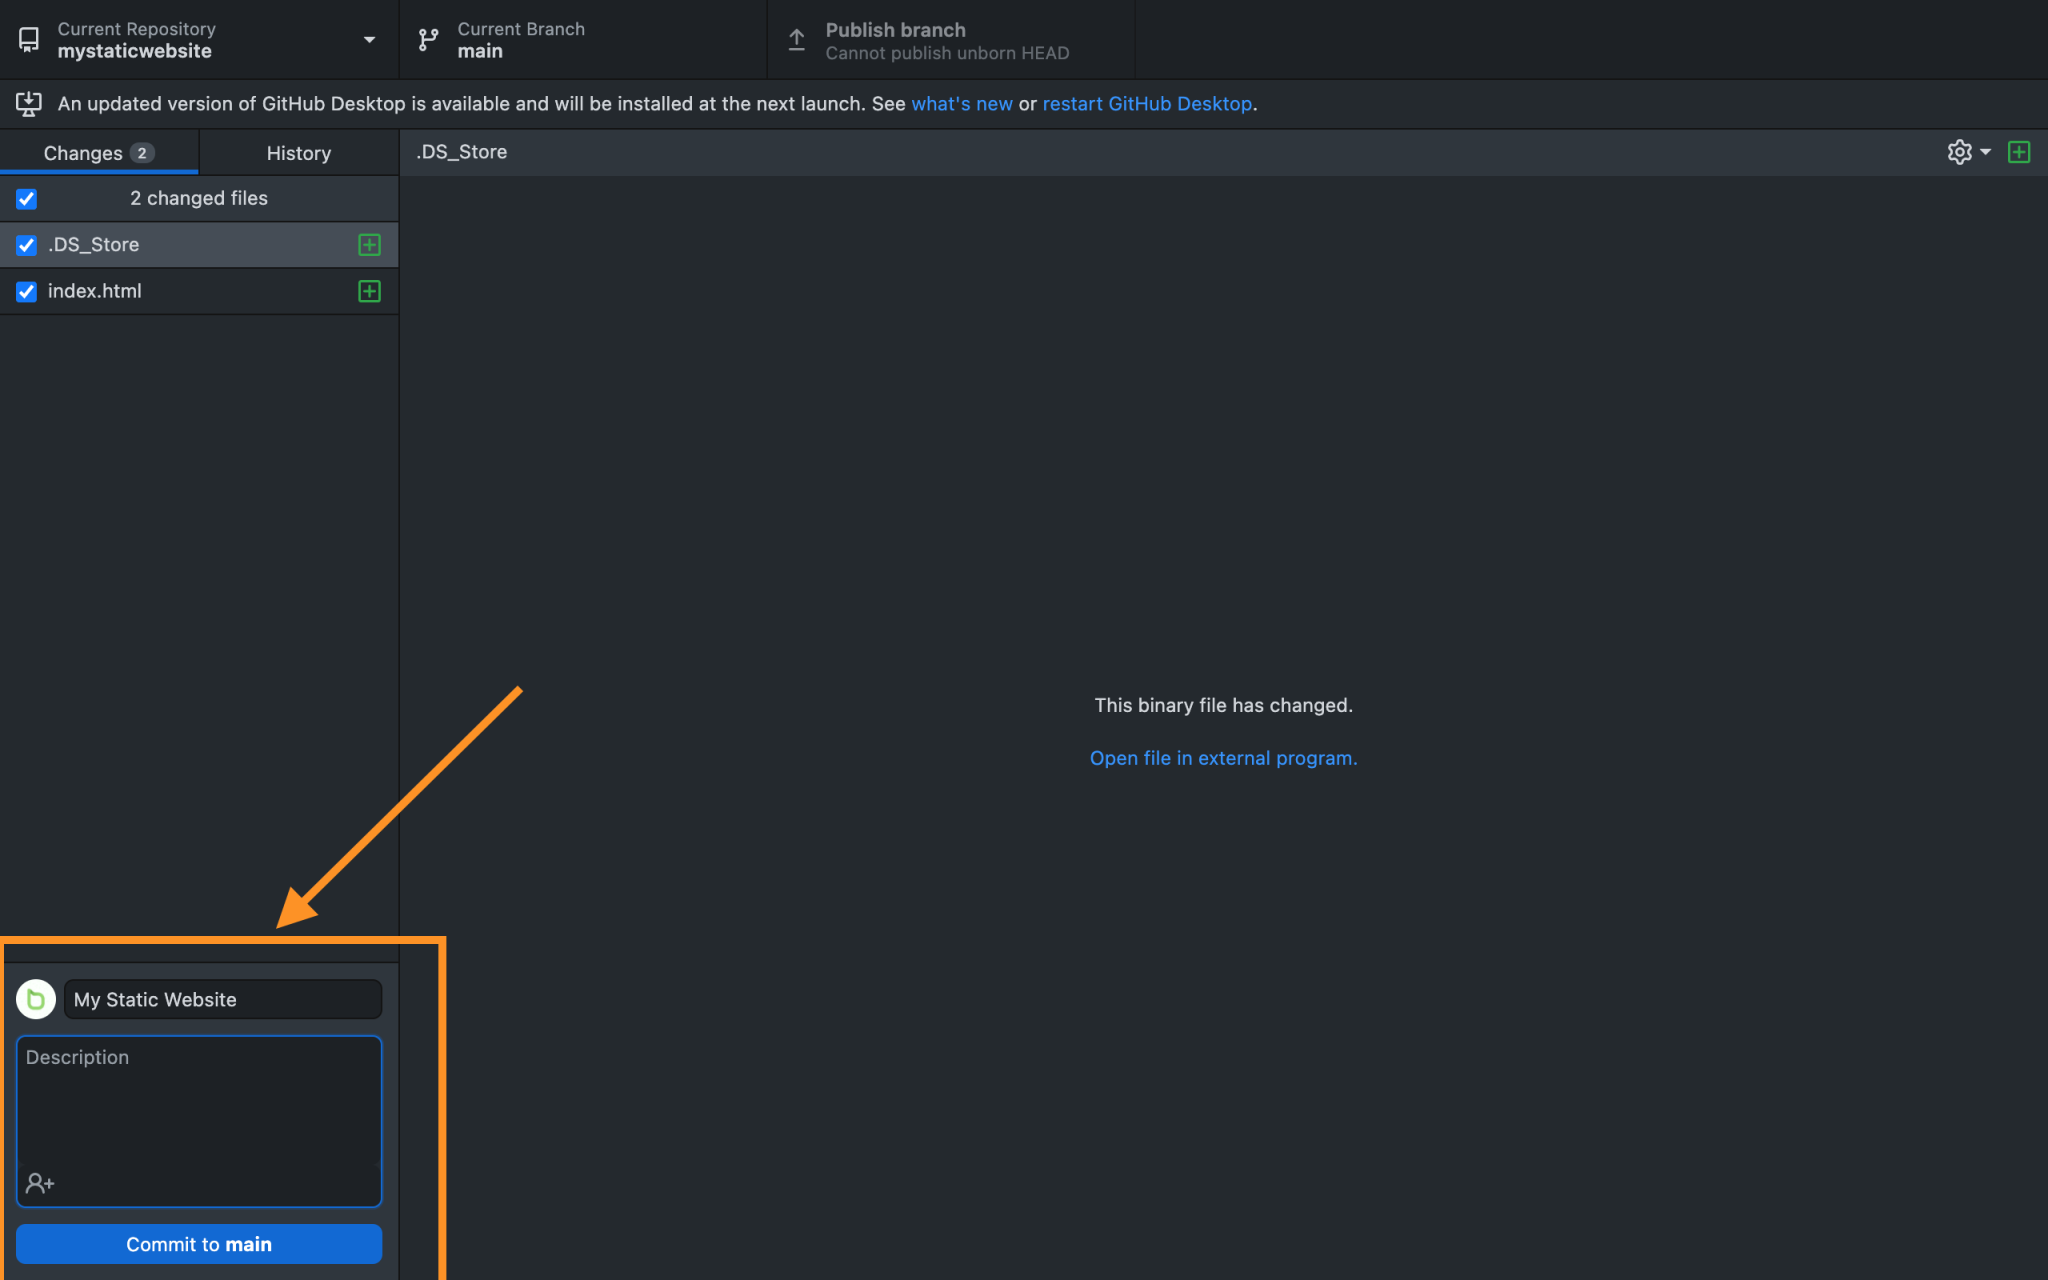 Current Repository
mystaticwebsite
Current Branch
main
Publish branch
Cannot publish unborn HEAD
An updated version of GitHub Desktop is available and will be installed at the next launch. See what's new or restart GitHub Desktop.
Changes 2
History
.DS_Store
2 changed files
.DS_Store
index.html
This binary file has changed.
Open file in external program.
My Static Website
Description
Commit to main